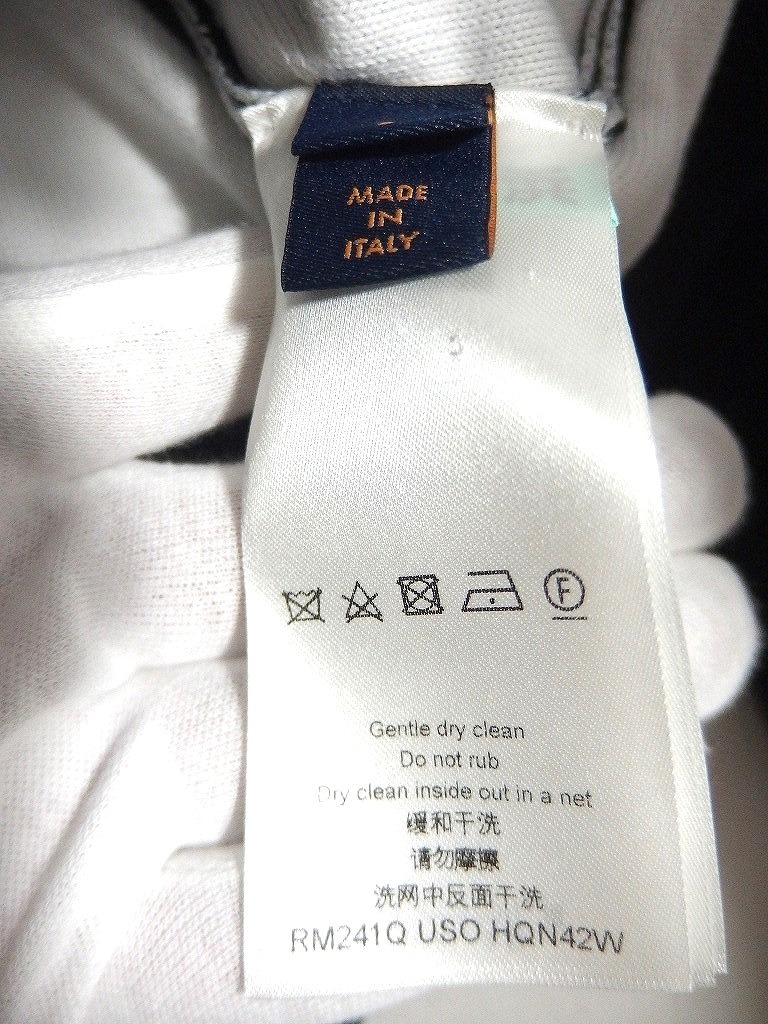 MADE
IN
ITALY
F
Gentle dry clean
Do not rub
Dry clean inside out in a net
缓和干洗
请勿摩擦
洗网中反面干洗
RM241Q USO HQN42W